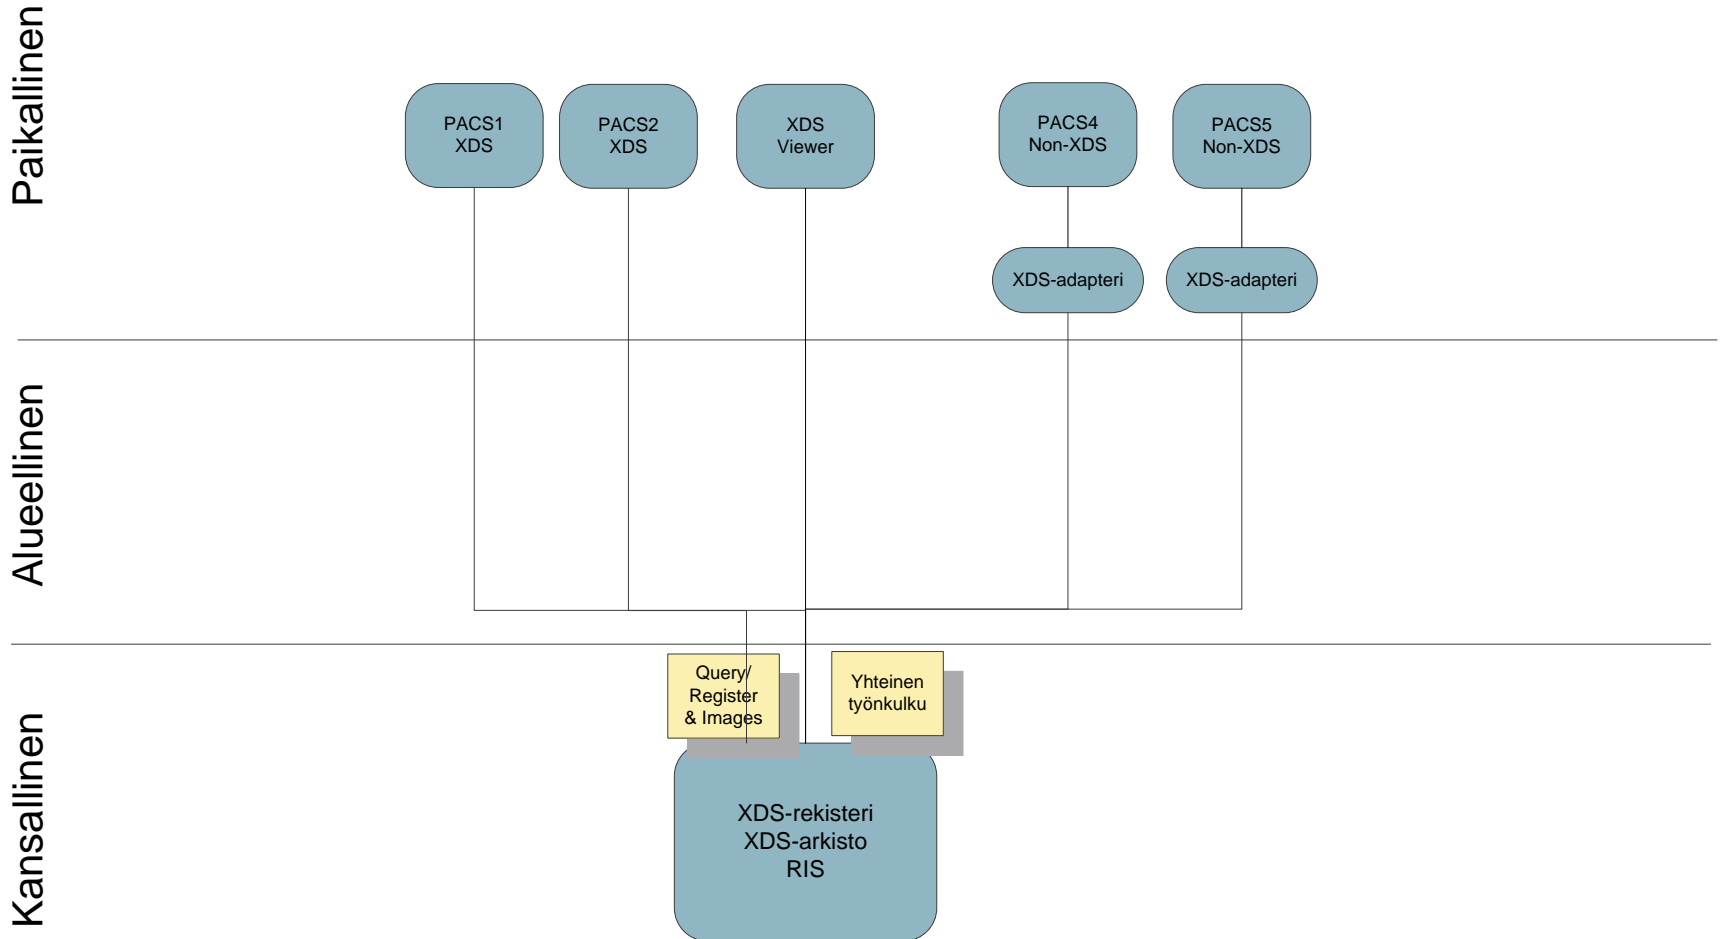 Paikallinen
PACS1
XDS
PACS2
XDS
XDS
Viewer
PACS4
Non-XDS
PACS5
Non-XDS
XDS-adapteri
XDS-adapteri
Alueellinen
Kansallinen
Query/
Register
& Images
Yhteinen
työnkulku
XDS-rekisteri
XDS-arkisto
RIS